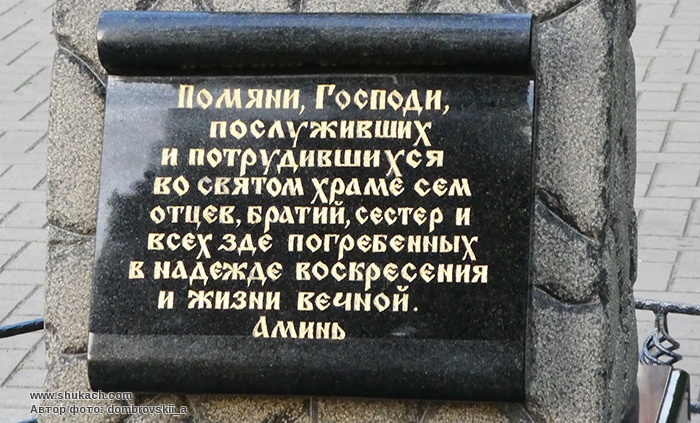 Помяни, Господи,
послуживших
и потрудившихся
во святом храме сем
отцев, братий, сестер и
всех зде погребенных
в надежде воскресения
и жизни вечной.
Аминь
www.shukach.com
Автор фото: dombrovskii_a